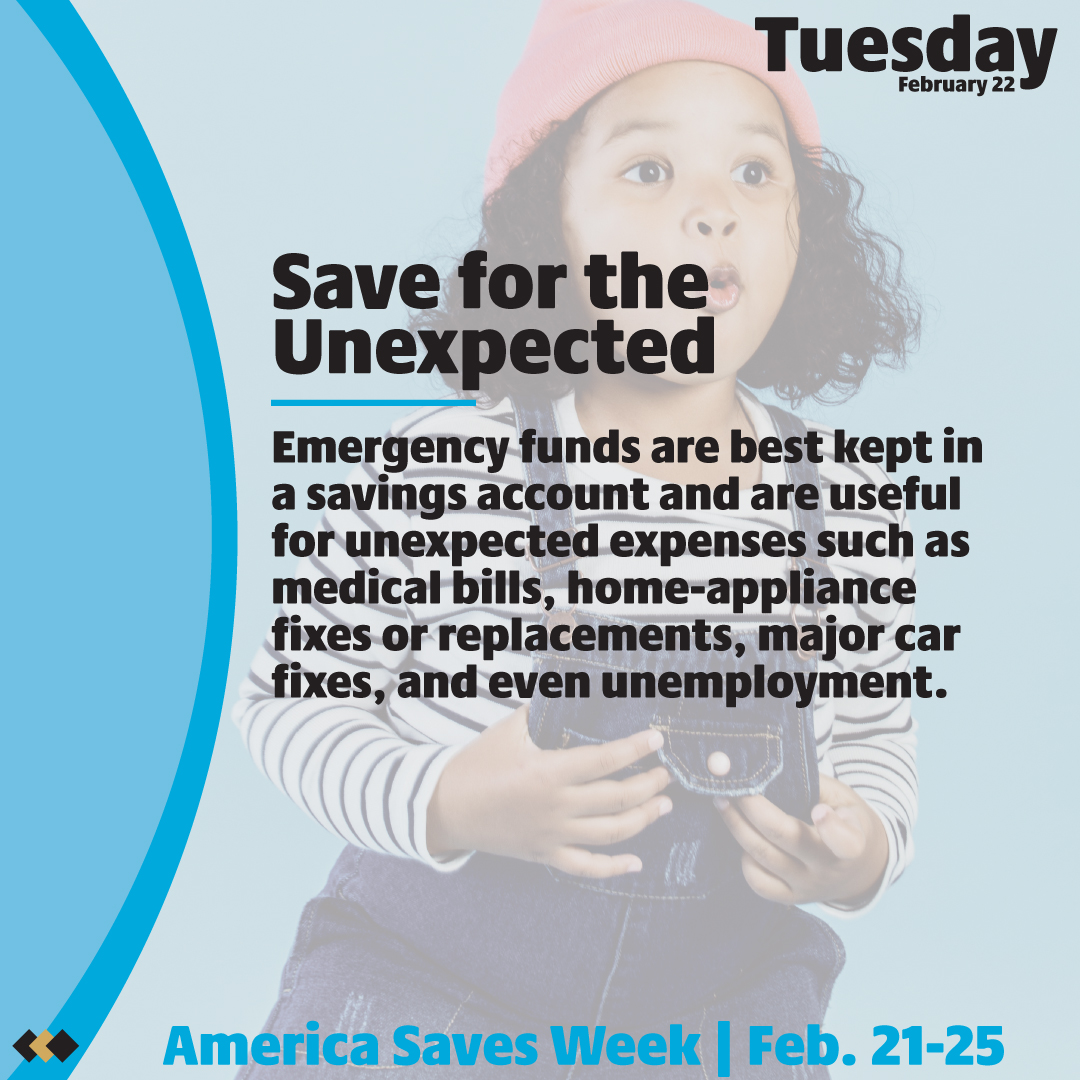 Tuesday
February 22
Save for the
Unexpected
Emergency funds are best kept in
a savings account and are useful
for unexpected expenses such as
medical bills, home-appliance
fixes or replacements, major car
fixes, and even unemployment.
America Saves Week | Feb. 21-25